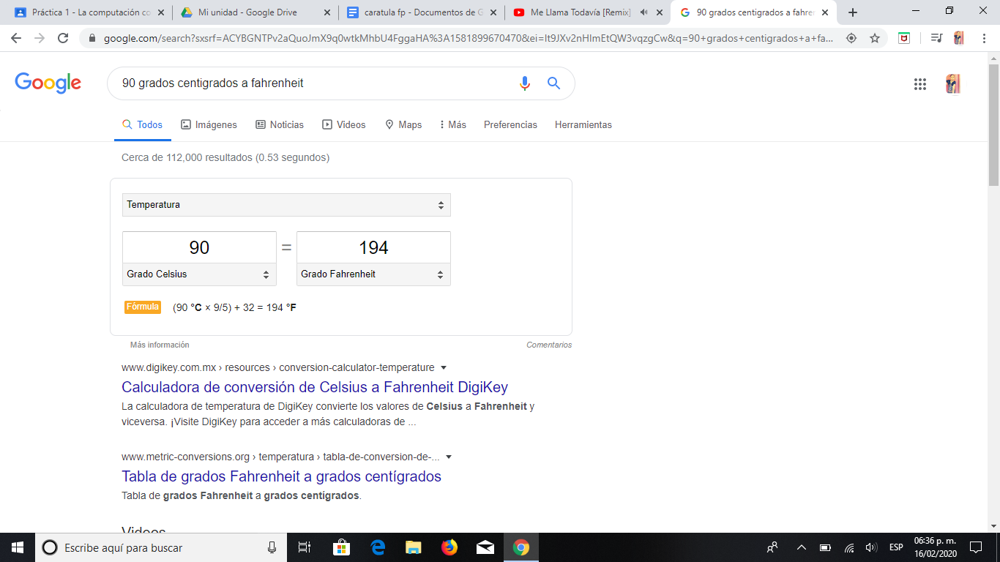 Práctica 1 - La computación co
Mi unidad - Google Drive
caratula fp - Documentos de G
Me Llama Todavía [Remix]
90 grados centigrados a fahren
google.com/search?sxsrf=ACYBGNTPv2aQuoJmX9q0wtkMhbU4FggaHA%3A1581899670470&ei=It9JXv2nHImEtQW3vqzgCw&q=90+grados+centigrados+a+fa...
Google
90 grados centigrados a fahrenheit
Todos
Imágenes
Noticias
Videos
Maps
Más
Preferencias
Herramientas
Cerca de 112,000 resultados (0.53 segundos)
Temperatura
90 = 194
Grado Celsius
Grado Fahrenheit
Fórmula (90 °C × 9/5) + 32 = 194 °F
Más información
Comentarios
www.digikey.com.mx › resources › conversion-calculator-temperature
Calculadora de conversión de Celsius a Fahrenheit DigiKey
La calculadora de temperatura de DigiKey convierte los valores de Celsius a Fahrenheit y
viceversa. ¡Visite DigiKey para acceder a más calculadoras de ...
www.metric-conversions.org › temperatura › tabla-de-conversion-de-...
Tabla de grados Fahrenheit a grados centígrados
Tabla de grados Fahrenheit a grados centígrados.
Videos
Escribe aquí para buscar
ESP
06:36 p. m.
16/02/2020